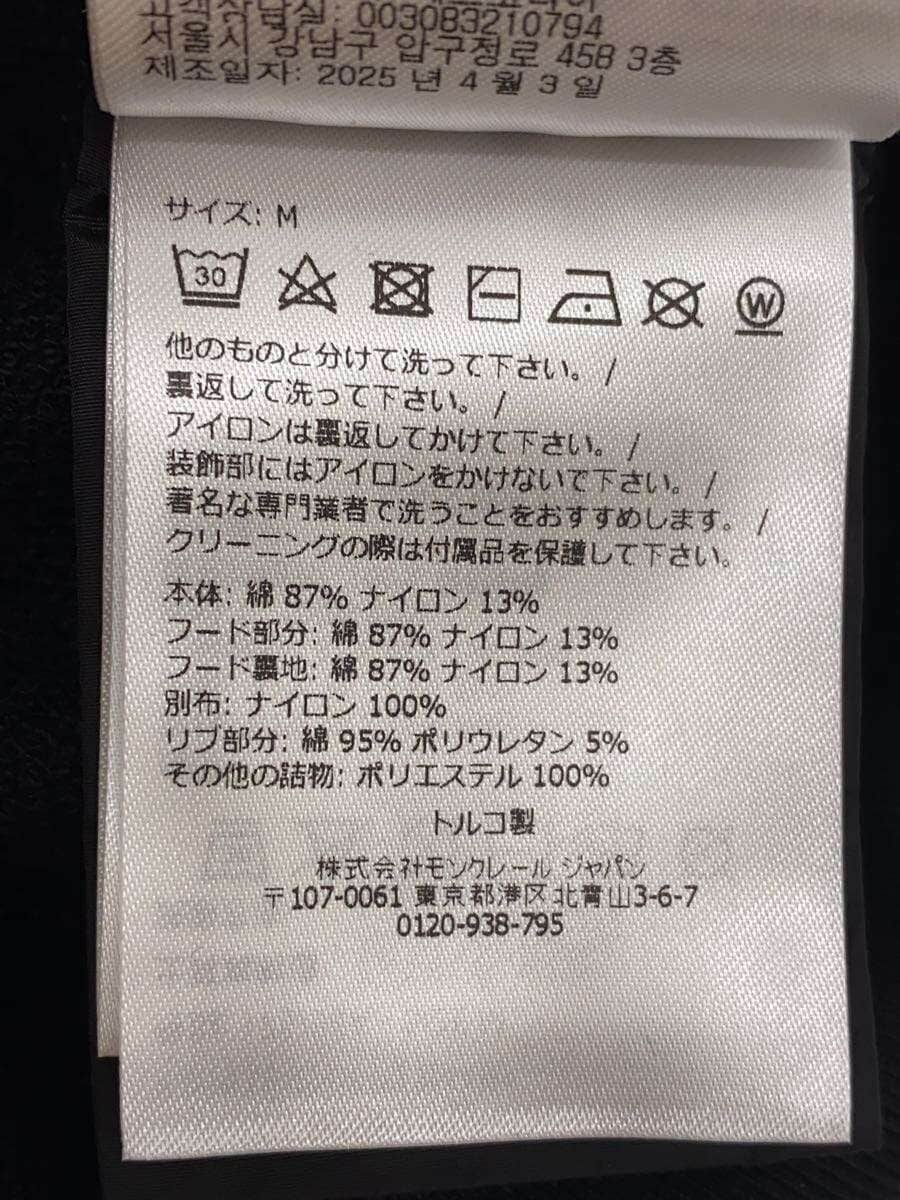 고객상담실: 003083210794
서울시 강남구 압구정로 458 3층
제조일자: 2025 년 4 월 3 일
サイズ: M
30
W
他のものと分けて洗って下さい。 /
裏返して洗って下さい。 /
アイロンは裏返してかけて下さい。 /
装飾部にはアイロンをかけないで下さい。 /
著名な専門業者で洗うことをおすすめします。 /
クリーニングの際は付属品を保護して下さい。
本体: 綿 87% ナイロン 13%
フード部分: 綿 87% ナイロン 13%
フード裏地: 綿 87% ナイロン 13%
別布: ナイロン 100%
リブ部分: 綿 95% ポリウレタン 5%
その他の詰物: ポリエステル 100%
トルコ製
株式会社モンクレール ジャパン
〒107-0061 東京都港区北青山3-6-7
0120-938-795